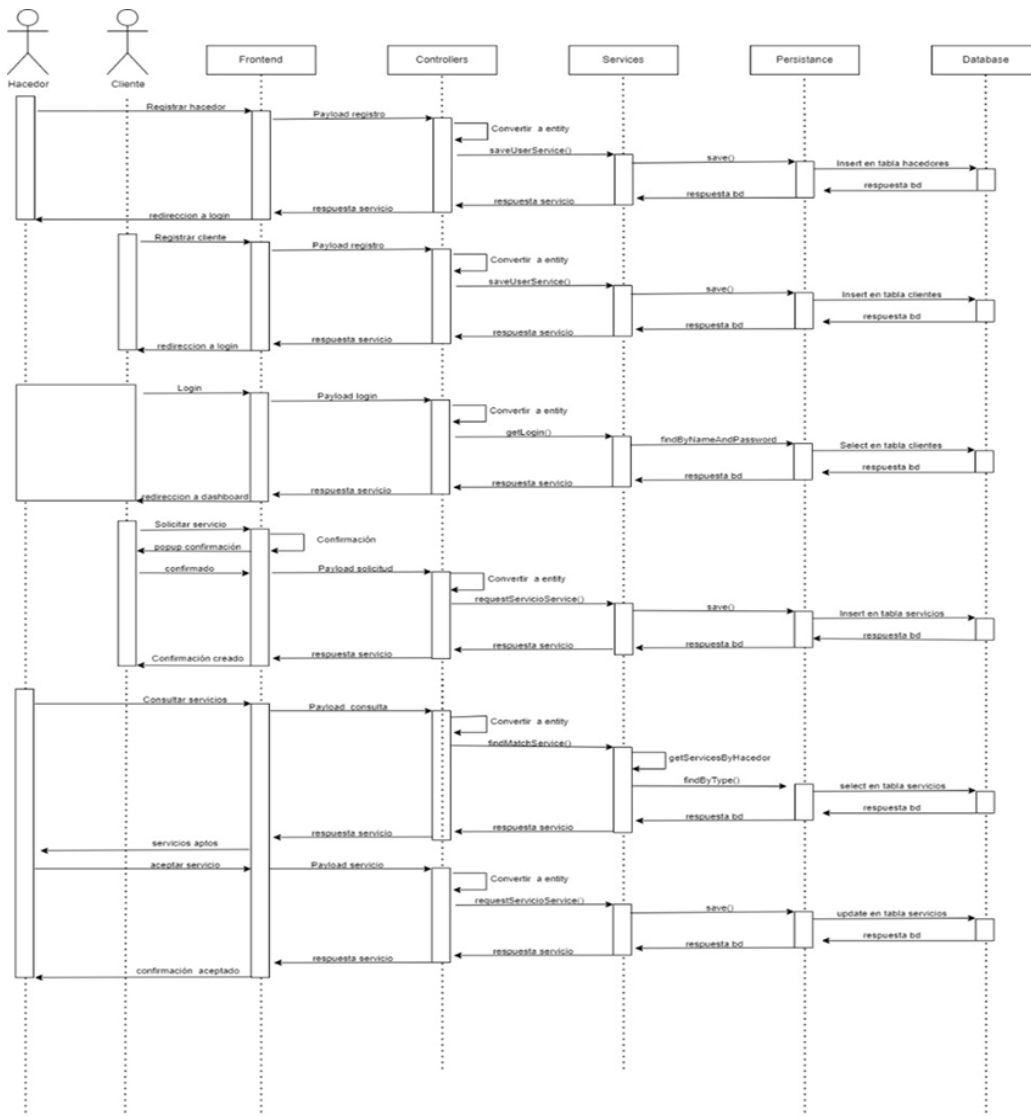 Hacedor
Cliente
Frontend
Controllers
Services
Persistance
Database
Registrar hacedor
Payload registro
Convertir a entity
saveUserService()
save()
Insert en tabla hacedores
respuesta bd
respuesta bd
respuesta servicio
respuesta servicio
redireccion a login
Registrar cliente
Payload registro
Convertir a entity
saveUserService()
save()
Insert en tabla clientes
respuesta bd
respuesta bd
respuesta servicio
respuesta servicio
redireccion a login
Login
Payload login
Convertir a entity
getLogin()
findByNameAndPassword
Select en tabla clientes
respuesta bd
respuesta bd
respuesta servicio
respuesta servicio
redireccion a dashboard
Solicitar servicio
Confirmación
popup confirmación
confirmado
Payload solicitud
Convertir a entity
requestServicioService()
save()
Insert en tabla servicios
respuesta bd
respuesta bd
respuesta servicio
respuesta servicio
Confirmación creado
Consultar servicios
Payload consulta
Convertir a entity
findMatchService()
getServicesByHacedor
findByType()
select en tabla servicios
respuesta bd
respuesta bd
respuesta servicio
respuesta servicio
servicios aptos
aceptar servicio
Payload servicio
Convertir a entity
requestServicioService()
save()
update en tabla servicios
respuesta bd
respuesta bd
respuesta servicio
respuesta servicio
confirmación aceptado